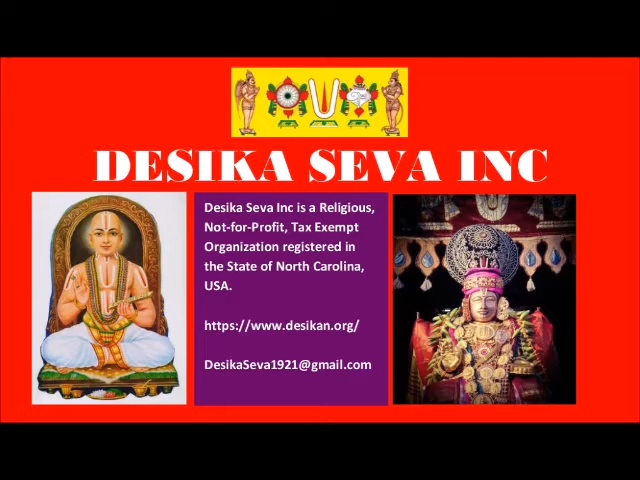 DESIKA SEVA INC
Desika Seva Inc is a Religious,
Not-for-Profit, Tax Exempt
Organization registered in
the State of North Carolina,
USA.
https://www.desikan.org/
DesikaSeva1921@gmail.com